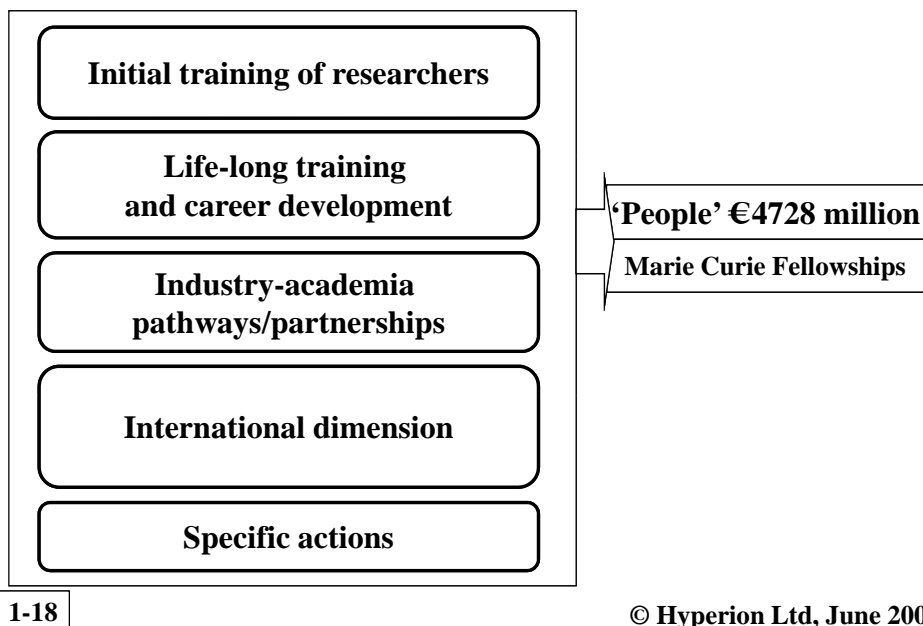 Initial training of researchers
Life-long training
and career development
Industry-academia
pathways/partnerships
International dimension
Specific actions
‘People’ €4728 million
Marie Curie Fellowships
1-18
© Hyperion Ltd, June